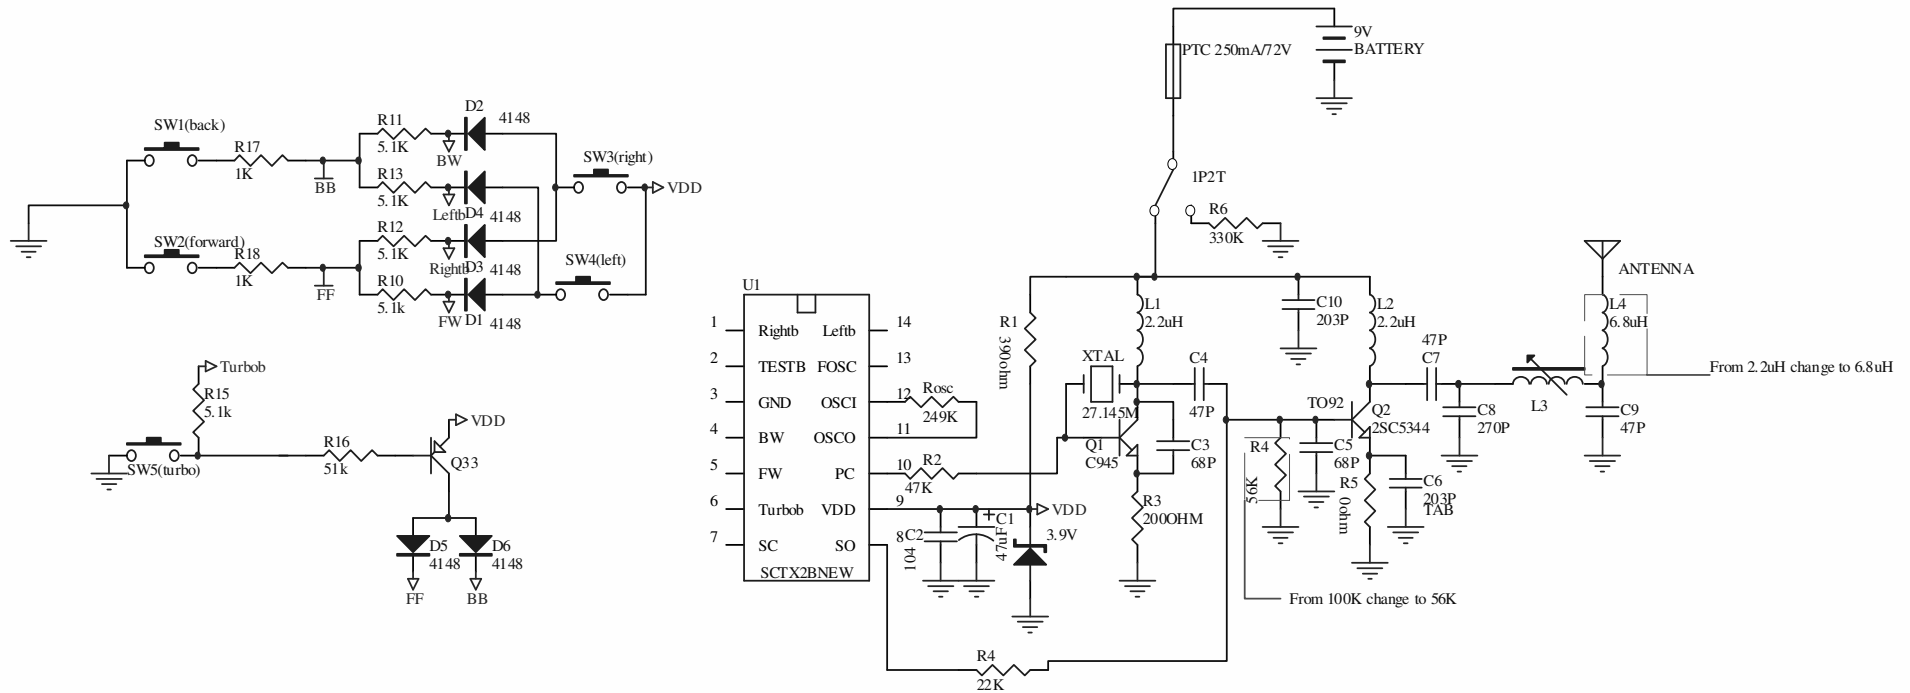 9V
BATTERY
PTC 250mA/72V
1P2T
R6
330K
SW1(back)
R17
1K
BB
R11
5.1K
D2
4148
BW
R13
5.1K
Leftb
D4
4148
SW3(right)
VDD
SW2(forward)
R18
1K
FF
R12
5.1K
Rightb
D3
4148
R10
5.1k
FW
D1
4148
SW4(left)
Turbob
R15
5.1k
SW5(turbo)
R16
51k
VDD
Q33
D5
4148
D6
4148
FF
BB
U1
1
Rightb
Leftb
14
2
TESTB
FOSC
13
3
GND
OSCI
12
4
BW
OSCO
11
5
FW
PC
10
6
Turbob
VDD
9
7
SC
SO
8
SCTX2BNEW
Rosc
249K
R2
47K
C2
104
C1
47uF
VDD
3.9V
R1
390ohm
L1
2.2uH
XTAL
27.145M
C4
47P
Q1
C945
C3
68P
R3
200OHM
R4
22K
C10
203P
L2
2.2uH
TO92
Q2
2SC5344
R4
56K
C5
68P
R5
0ohm
C6
203P
TAB
47P
C7
C8
270P
L3
C9
47P
ANTENNA
L4
6.8uH
From 2.2uH change to 6.8uH
From 100K change to 56K